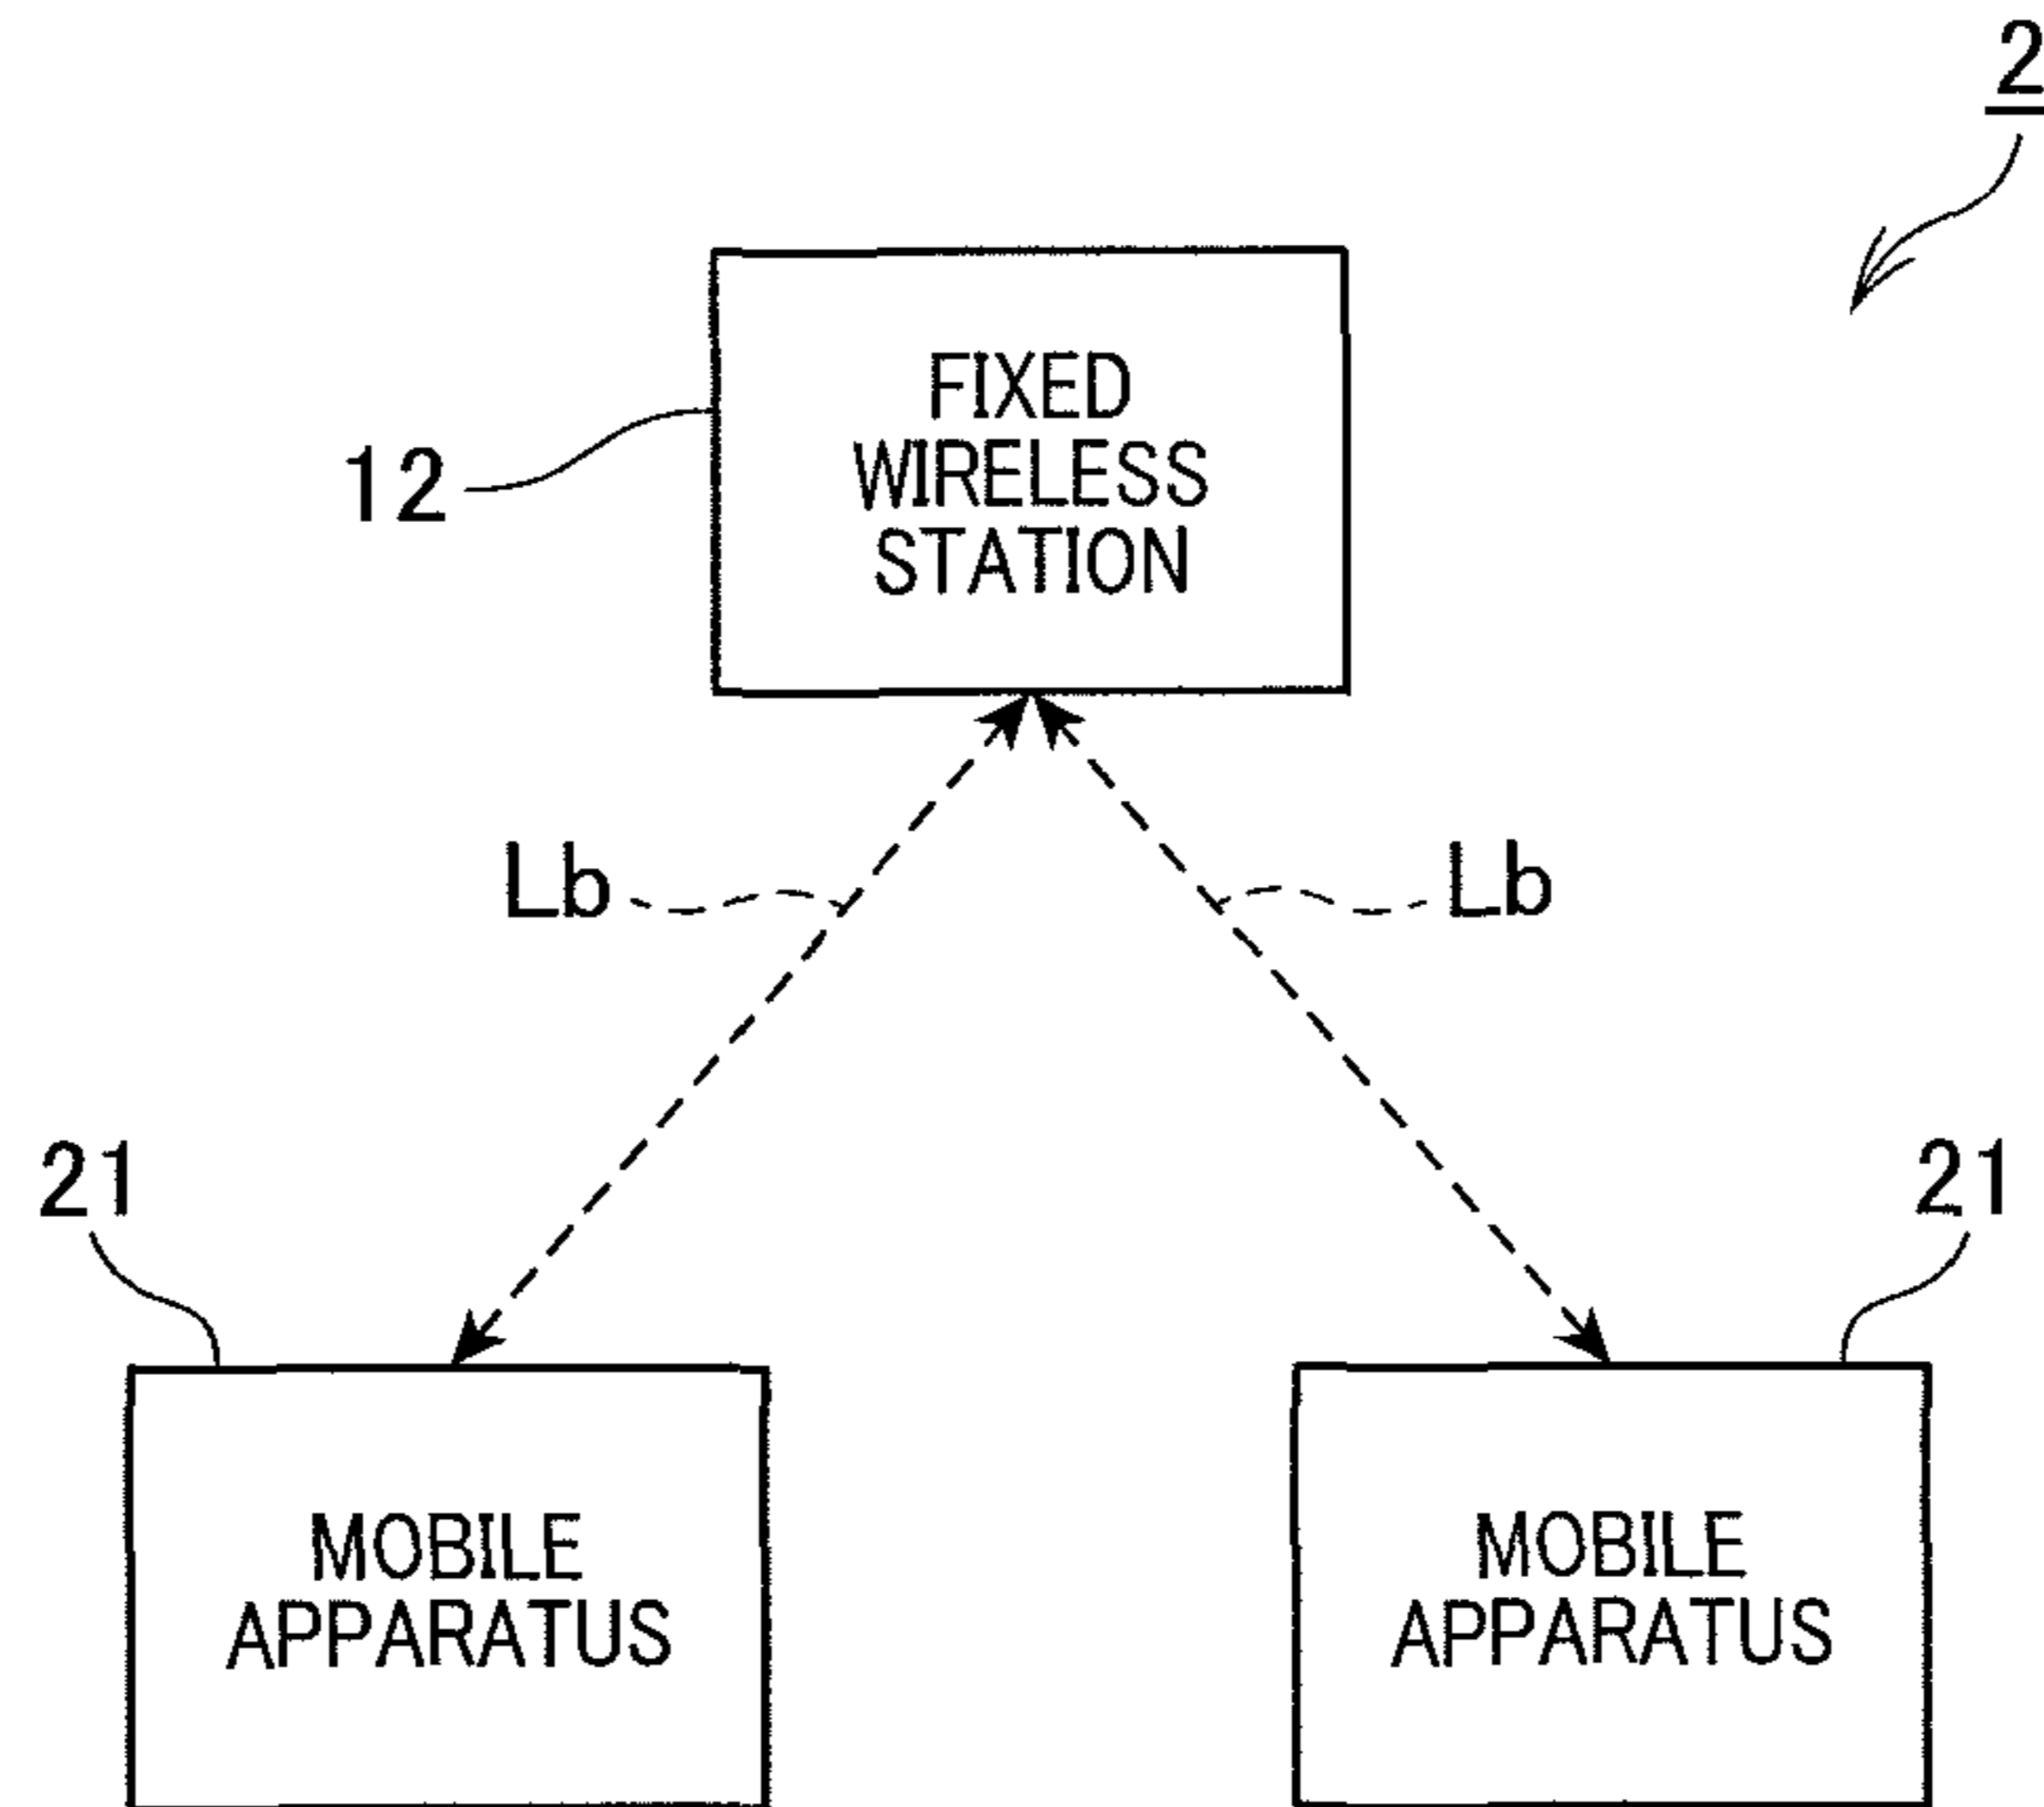 2
FIXED
WIRELESS
STATION
12
Lb
Lb
21
21
MOBILE
APPARATUS
MOBILE
APPARATUS